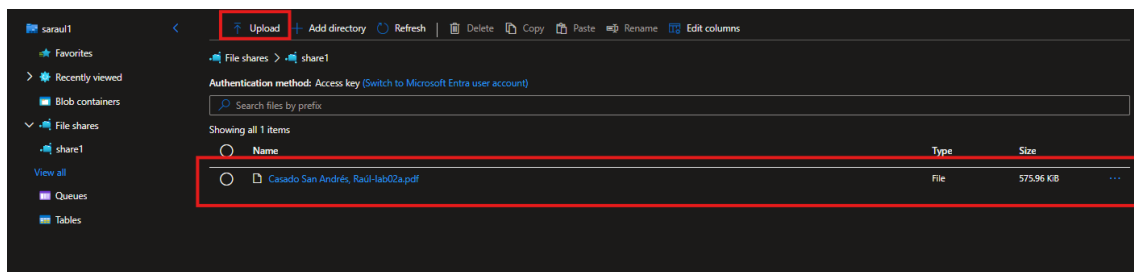 saraul1
Upload + Add directory Refresh | Delete Copy Paste Rename Edit columns
Favorites
Recently viewed
Blob containers
File shares
share1
View all
Queues
Tables
File shares > share1
Authentication method: Access key (Switch to Microsoft Entra user account)
Search files by prefix
Showing all 1 items
Name Type Size
Casado San Andrés, Raúl-lab02a.pdf File 575.96 KiB ...